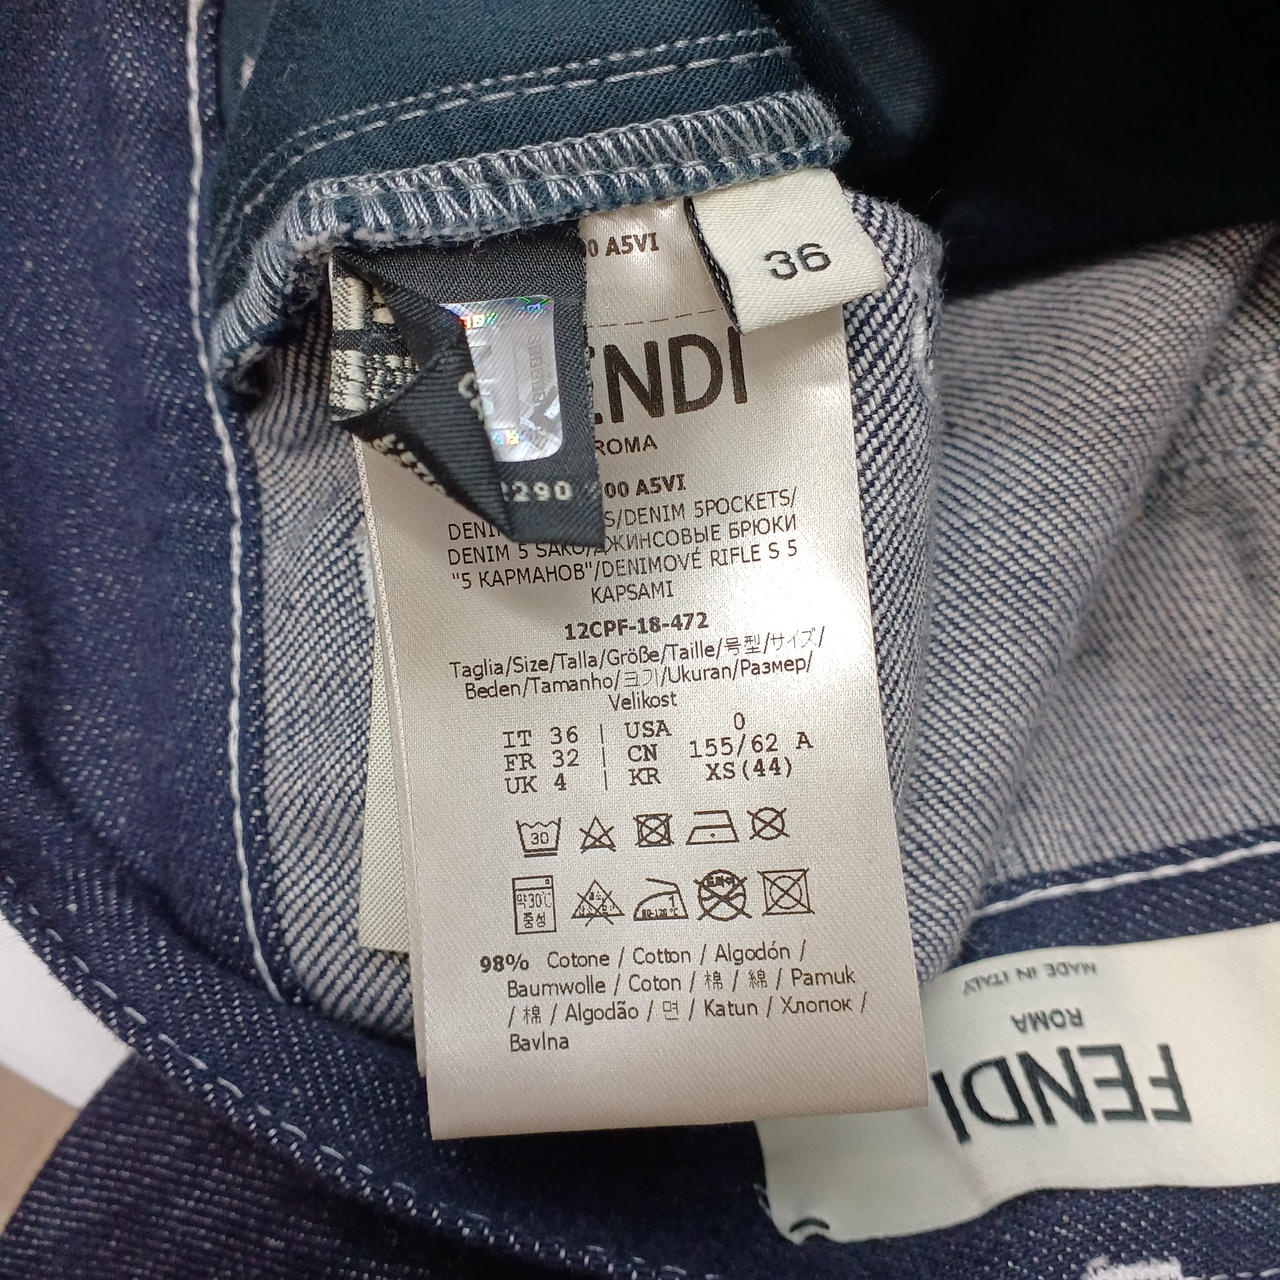 00 A5VI
36
FENDI
ROMA
2290
00 A5VI
S/DENIM 5POCKETS/
DENIM 5 SAKO/ДЖИНСОВЫЕ БРЮКИ
"5 КАРМАНОВ"/DENIMOVÉ RIFLE S 5
KAPSAMI
12CPF-18-472
Taglia/Size/Talla/Größe/Taille/号型/サイズ/
Beden/Tamanho/크기/Ukuran/Размер/
Velikost
IT 36 | USA 0
FR 32 | CN 155/62 A
UK 4 | KR XS(44)
30
약30℃
중성
80-120℃
98% Cotone / Cotton / Algodón /
Baumwolle / Coton / 棉 / 綿 / Pamuk
/ 棉 / Algodão / 면 / Katun / Хлопок /
Bavlna
FENDI
ROMA
MADE IN ITALY